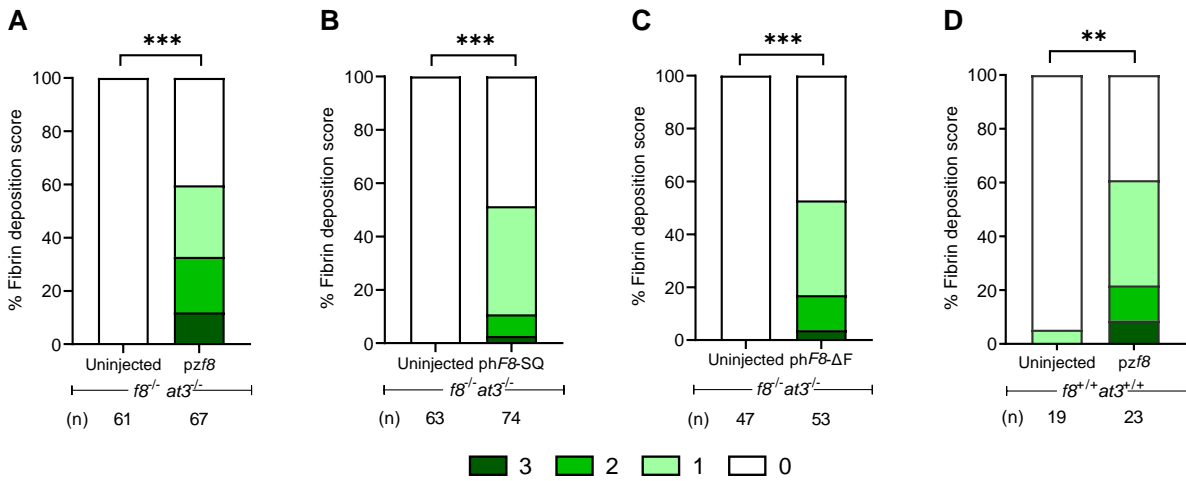 A
***
% Fibrin deposition score
100
80
60
40
20
0
Uninjected pzf8
f8-/- at3-/-
(n) 61 67
B
***
% Fibrin deposition score
100
80
60
40
20
0
Uninjected phF8-SQ
f8-/- at3-/-
(n) 63 74
C
***
% Fibrin deposition score
100
80
60
40
20
0
Uninjected phF8-ΔF
f8-/- at3-/-
(n) 47 53
D
**
% Fibrin deposition score
100
80
60
40
20
0
Uninjected pzf8
f8+/+ at3+/+
(n) 19 23
3 2 1 0